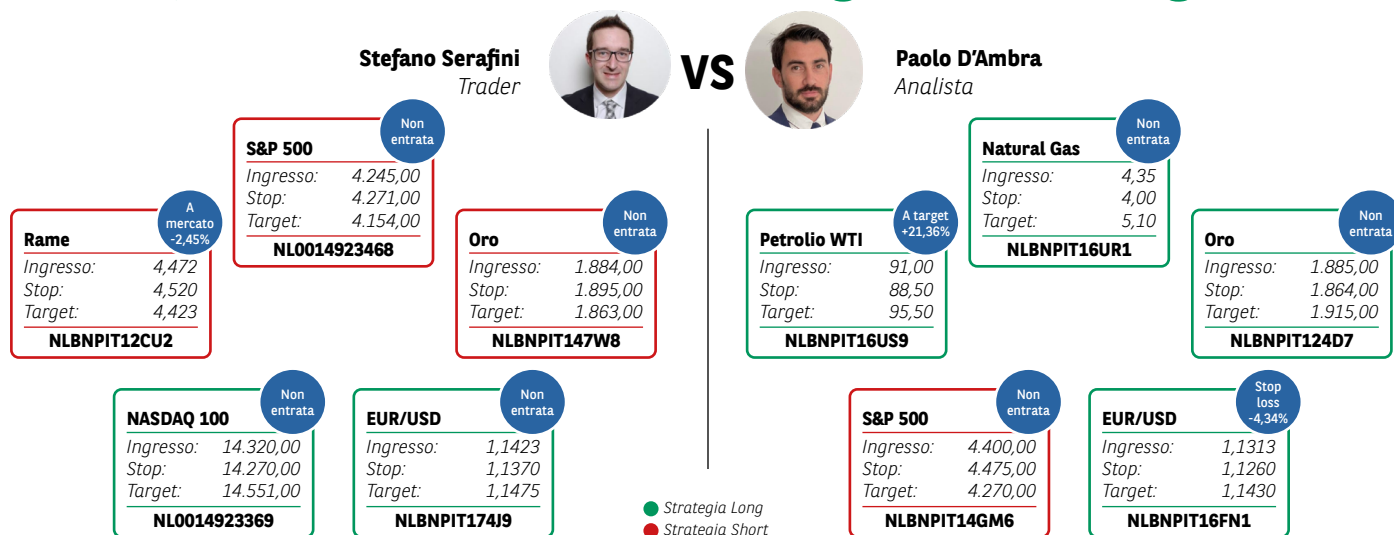 Stefano Serafini
Trader
VS
Paolo D'Ambra
Analista
Non
entrata
S&P 500
Ingresso: 4.245,00
Stop: 4.271,00
Target: 4.154,00
NL0014923468
A
mercato
-2,45%
Rame
Ingresso: 4,472
Stop: 4,520
Target: 4,423
NLBNPIT12CU2
Non
entrata
Oro
Ingresso: 1.884,00
Stop: 1.895,00
Target: 1.863,00
NLBNPIT147W8
Non
entrata
NASDAQ 100
Ingresso: 14.320,00
Stop: 14.270,00
Target: 14.551,00
NL0014923369
Non
entrata
EUR/USD
Ingresso: 1,1423
Stop: 1,1370
Target: 1,1475
NLBNPIT174J9
Non
entrata
Natural Gas
Ingresso: 4,35
Stop: 4,00
Target: 5,10
NLBNPIT16UR1
A target
+21,36%
Petrolio WTI
Ingresso: 91,00
Stop: 88,50
Target: 95,50
NLBNPIT16US9
Non
entrata
Oro
Ingresso: 1.885,00
Stop: 1.864,00
Target: 1.915,00
NLBNPIT124D7
Non
entrata
S&P 500
Ingresso: 4.400,00
Stop: 4.475,00
Target: 4.270,00
NLBNPIT14GM6
Stop
loss
-4,34%
EUR/USD
Ingresso: 1,1313
Stop: 1,1260
Target: 1,1430
NLBNPIT16FN1
Strategia Long
Strategia Short